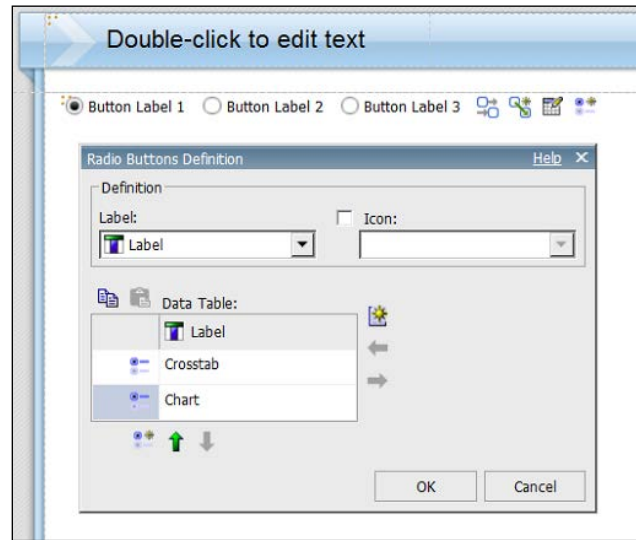 Double-click to edit text
Button Label 1 Button Label 2 Button Label 3
Radio Buttons Definition Help
Definition
Label: Icon:
Label
Data Table:
Label
Crosstab
Chart
OK Cancel